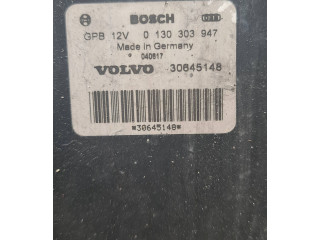 BOSCH
GPB 12V 0 130 303 947
Made in Germany
040617
VOLVO 30645148
*30645148*